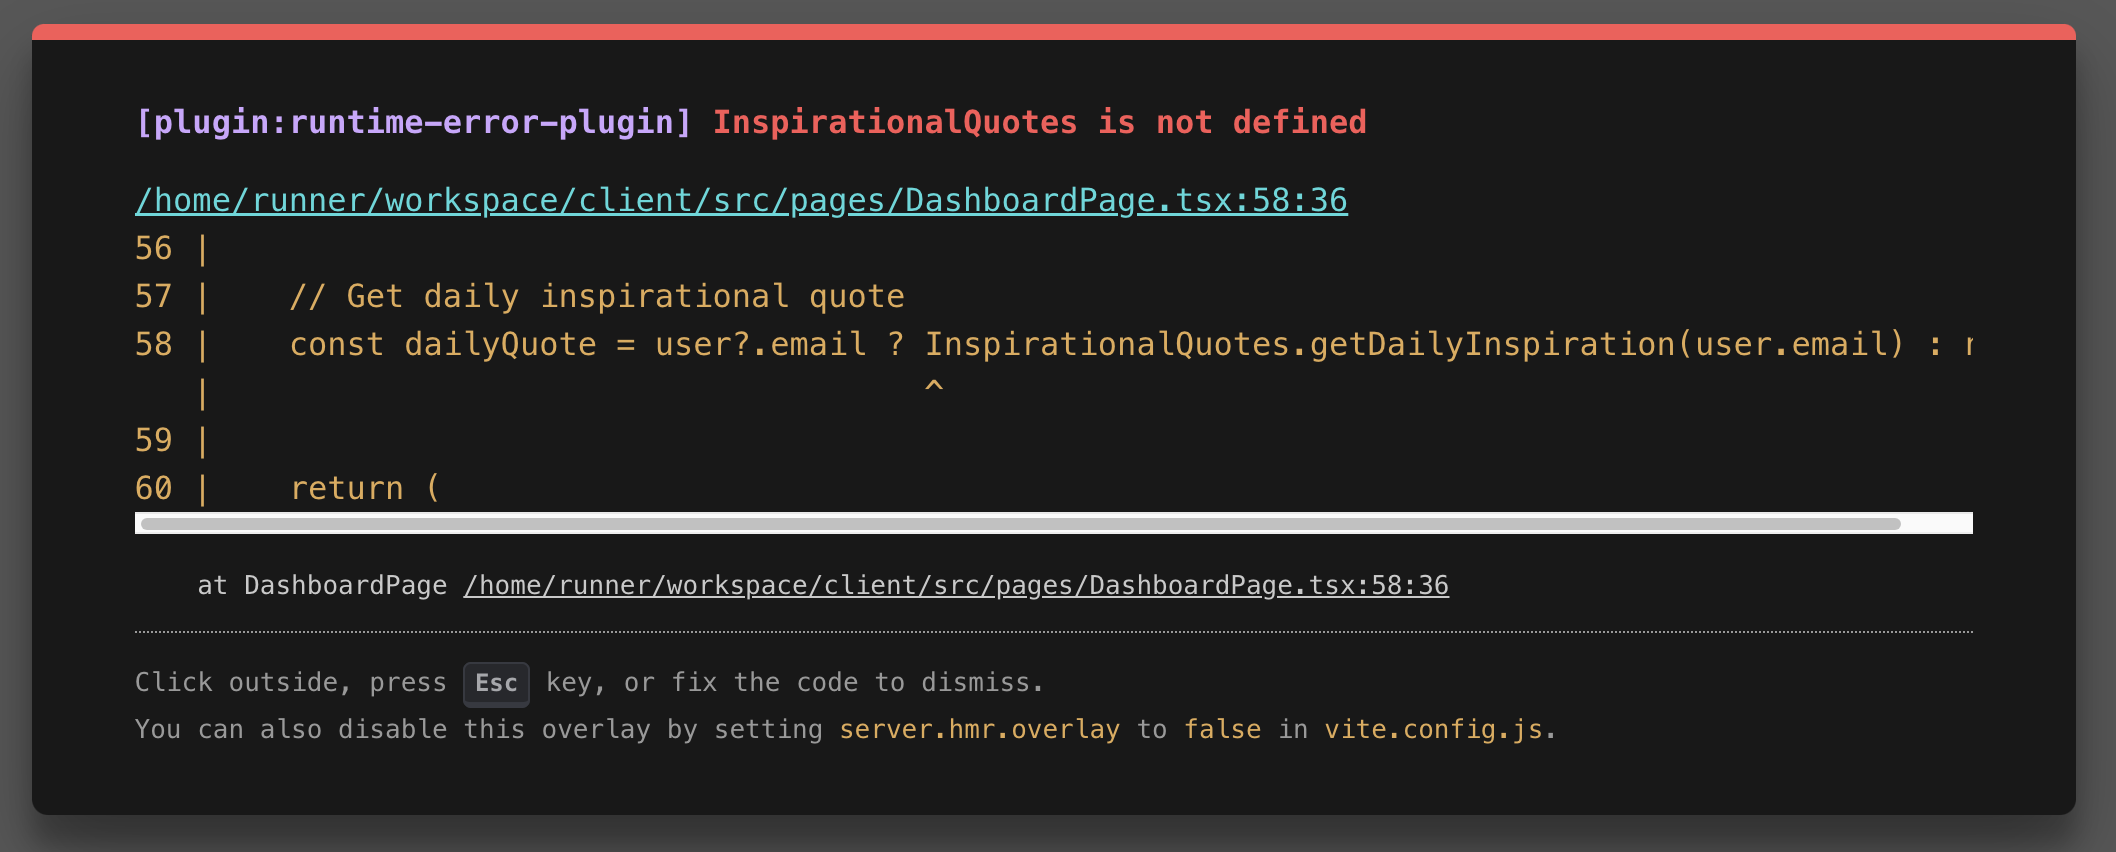 [plugin:runtime-error-plugin] InspirationalQuotes is not defined
/home/runner/workspace/client/src/pages/DashboardPage.tsx:58:36
56 |
57 |    // Get daily inspirational quote
58 |    const dailyQuote = user?.email ? InspirationalQuotes.getDailyInspiration(user.email) :
   |                                     ^
59 |
60 |    return (
    at DashboardPage /home/runner/workspace/client/src/pages/DashboardPage.tsx:58:36
Click outside, press Esc key, or fix the code to dismiss.
You can also disable this overlay by setting server.hmr.overlay to false in vite.config.js.